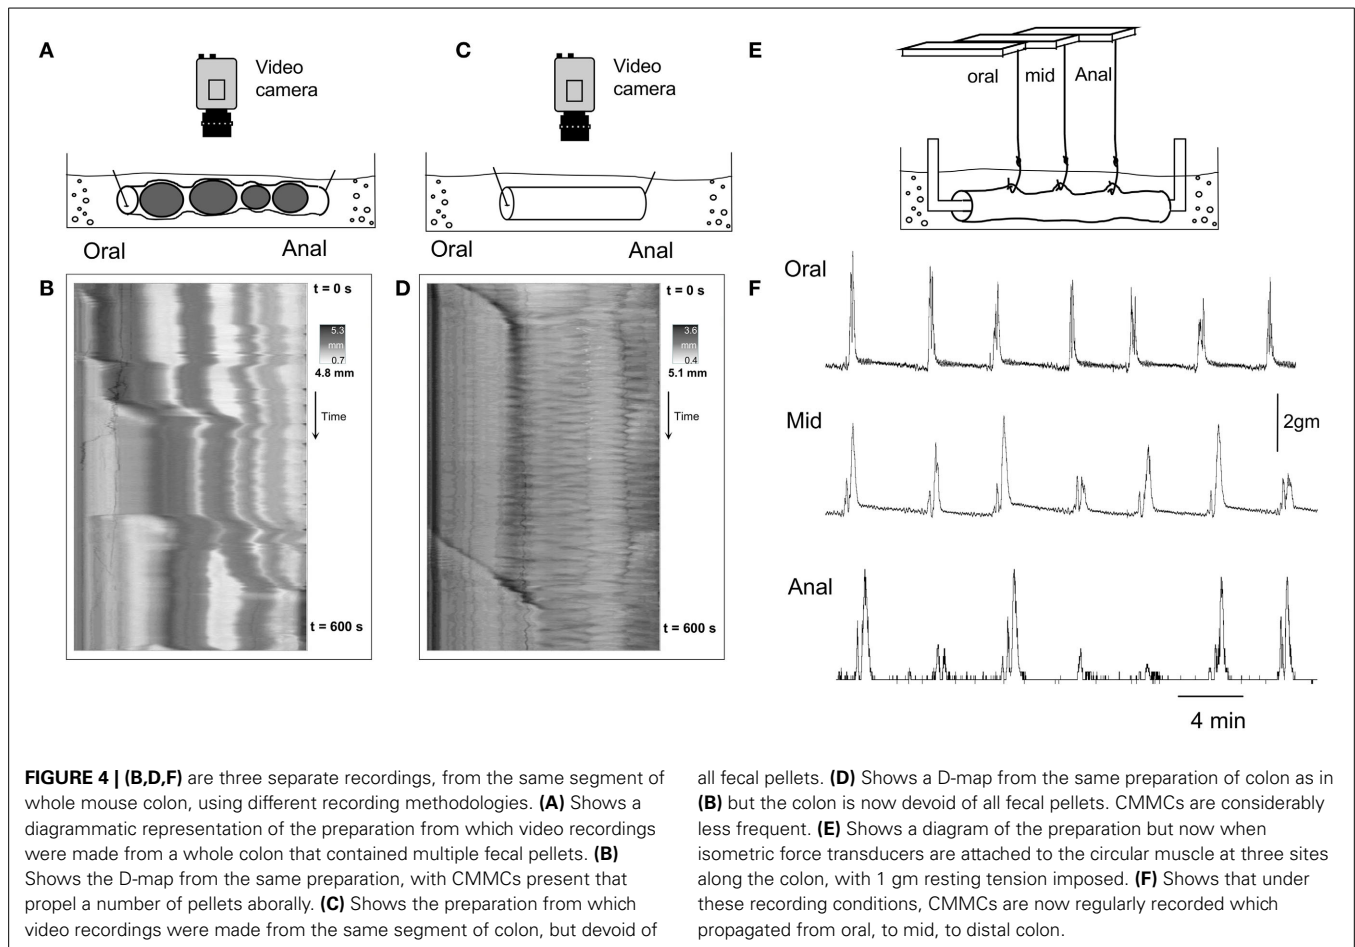 A
Video
camera
Oral
Anal
C
Video
camera
Oral
Anal
E
oral
mid
Anal
B
t = 0 s
5.3
mm
0.7
4.8 mm
Time
t = 600 s
D
t = 0 s
3.6
mm
0.4
5.1 mm
Time
t = 600 s
F
Oral
Mid
2gm
Anal
4 min
FIGURE 4 | (B,D,F) are three separate recordings, from the same segment of
whole mouse colon, using different recording methodologies. (A) Shows a
diagrammatic representation of the preparation from which video recordings
were made from a whole colon that contained multiple fecal pellets. (B)
Shows the D-map from the same preparation, with CMMCs present that
propel a number of pellets aborally. (C) Shows the preparation from which
video recordings were made from the same segment of colon, but devoid of
all fecal pellets. (D) Shows a D-map from the same preparation of colon as in
(B) but the colon is now devoid of all fecal pellets. CMMCs are considerably
less frequent. (E) Shows a diagram of the preparation but now when
isometric force transducers are attached to the circular muscle at three sites
along the colon, with 1 gm resting tension imposed. (F) Shows that under
these recording conditions, CMMCs are now regularly recorded which
propagated from oral, to mid, to distal colon.